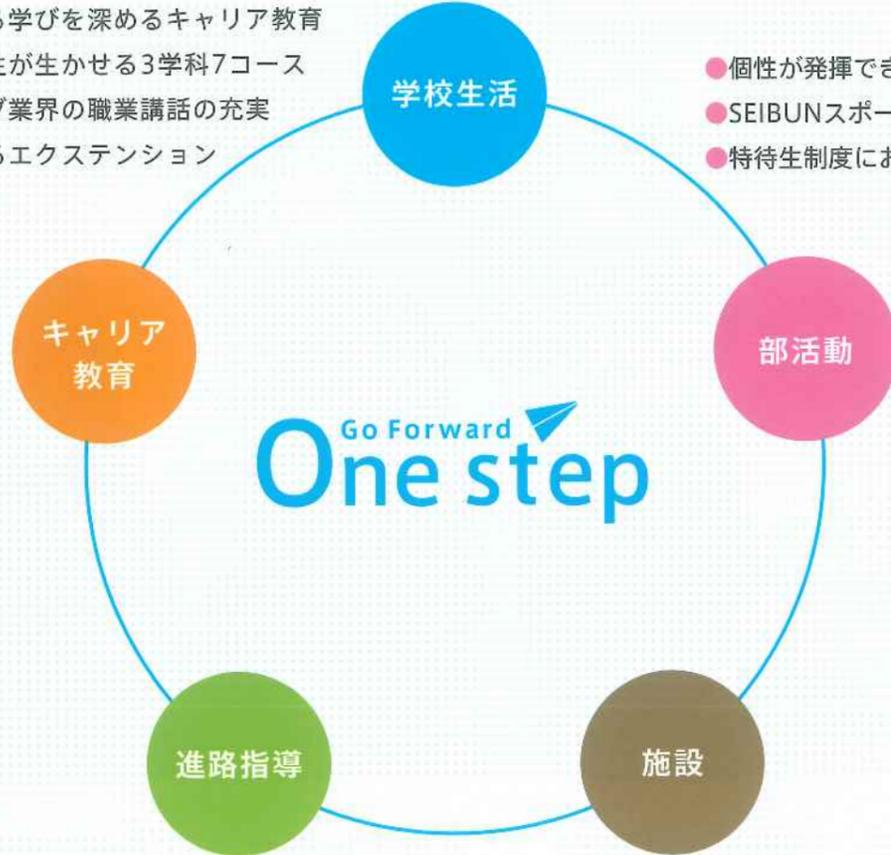 る学びを深めるキャリア教育
が生かせる3学科7コース
業界の職業講話の充実
るエクステンション
学校生活
●個性が発揮でき
●SEIBUNスポー
●特待生制度にお
キャリア
教育
部活動
Go Forward
One step
進路指導
施設